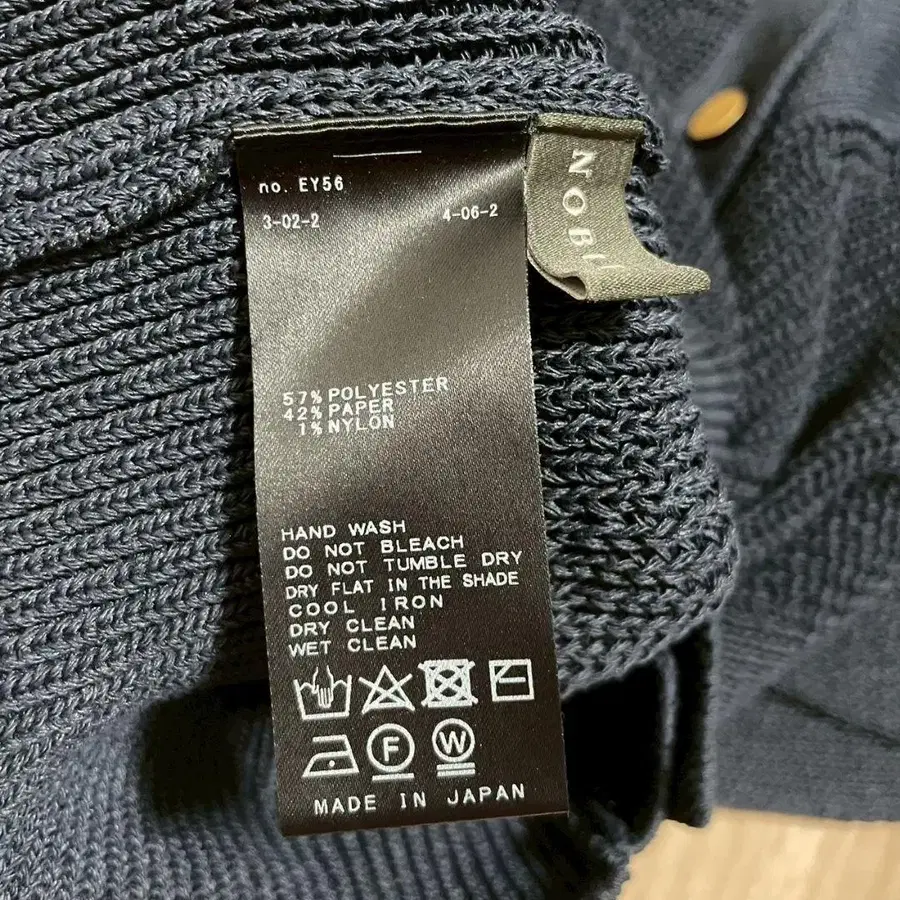 no. EY56
3-02-2 4-06-2
57% POLYESTER
42% PAPER
1% NYLON
HAND WASH
DO NOT BLEACH
DO NOT TUMBLE DRY
DRY FLAT IN THE SHADE
COOL IRON
DRY CLEAN
WET CLEAN
F W
MADE IN JAPAN
NOB